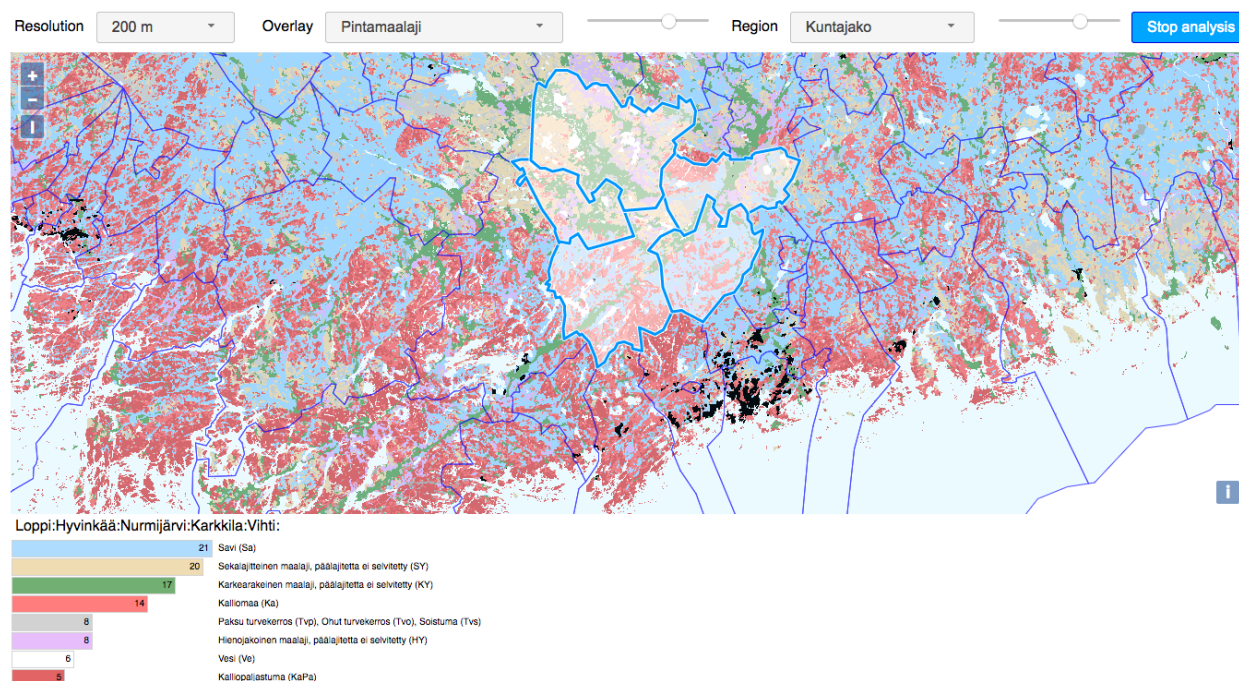 Resolution 200 m Overlay Pintamaalaji Region Kuntajako Stop analysis
+
−
i
Loppi:Hyvinkää:Nurmijärvi:Karkkila:Vihti:
21 Savi (Sa)
20 Sekalajitteinen maalaji, päälajitetta ei selvitetty (SY)
17 Karkearakeinen maalaji, päälajitetta ei selvitetty (KY)
14 Kalliomaa (Ka)
8 Paksu turvekerros (Tvp), Ohut turvekerros (Tvo), Soistuma (Tvs)
8 Hienojakoinen maalaji, päälajitetta ei selvitetty (HY)
6 Vesi (Ve)
5 Kalliopaljastuma (KaPa)